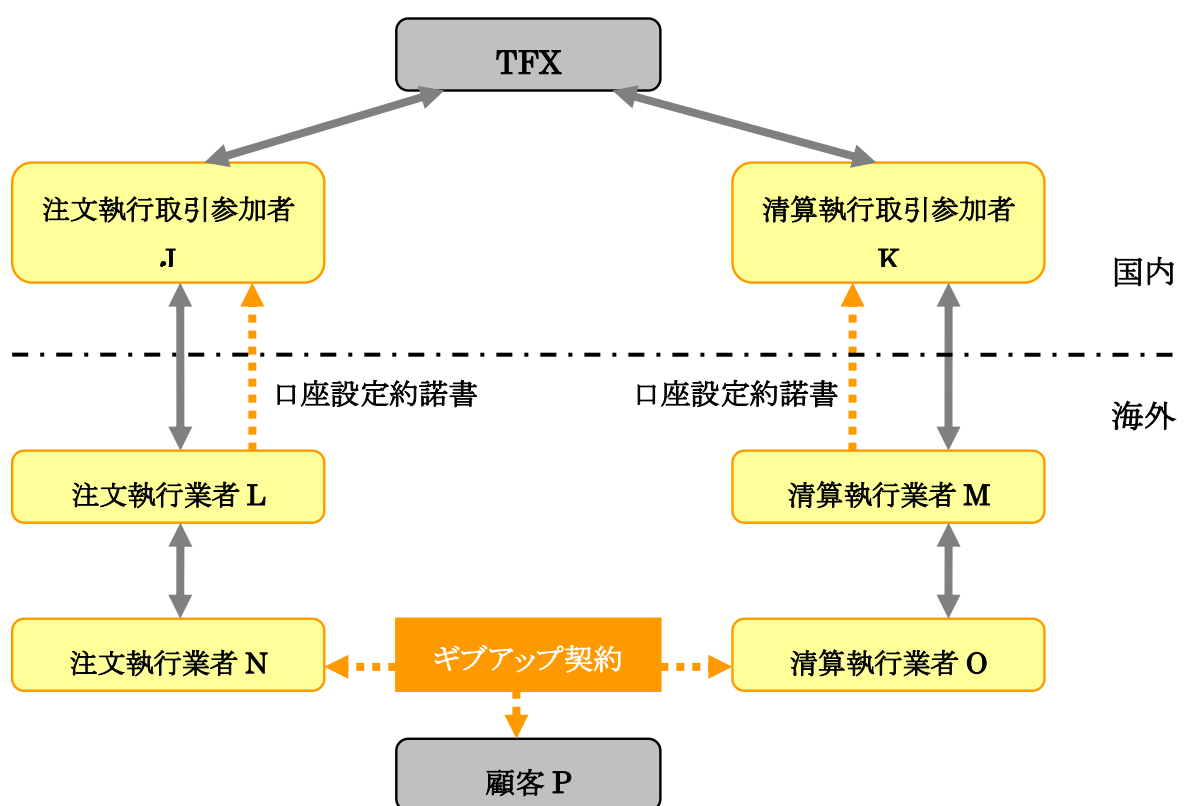 TFX
注文執行取引参加者
J
清算執行取引参加者
K
国内
口座設定約諾書
口座設定約諾書
海外
注文執行業者 L
清算執行業者 M
注文執行業者 N
ギブアップ契約
清算執行業者 O
顧客 P